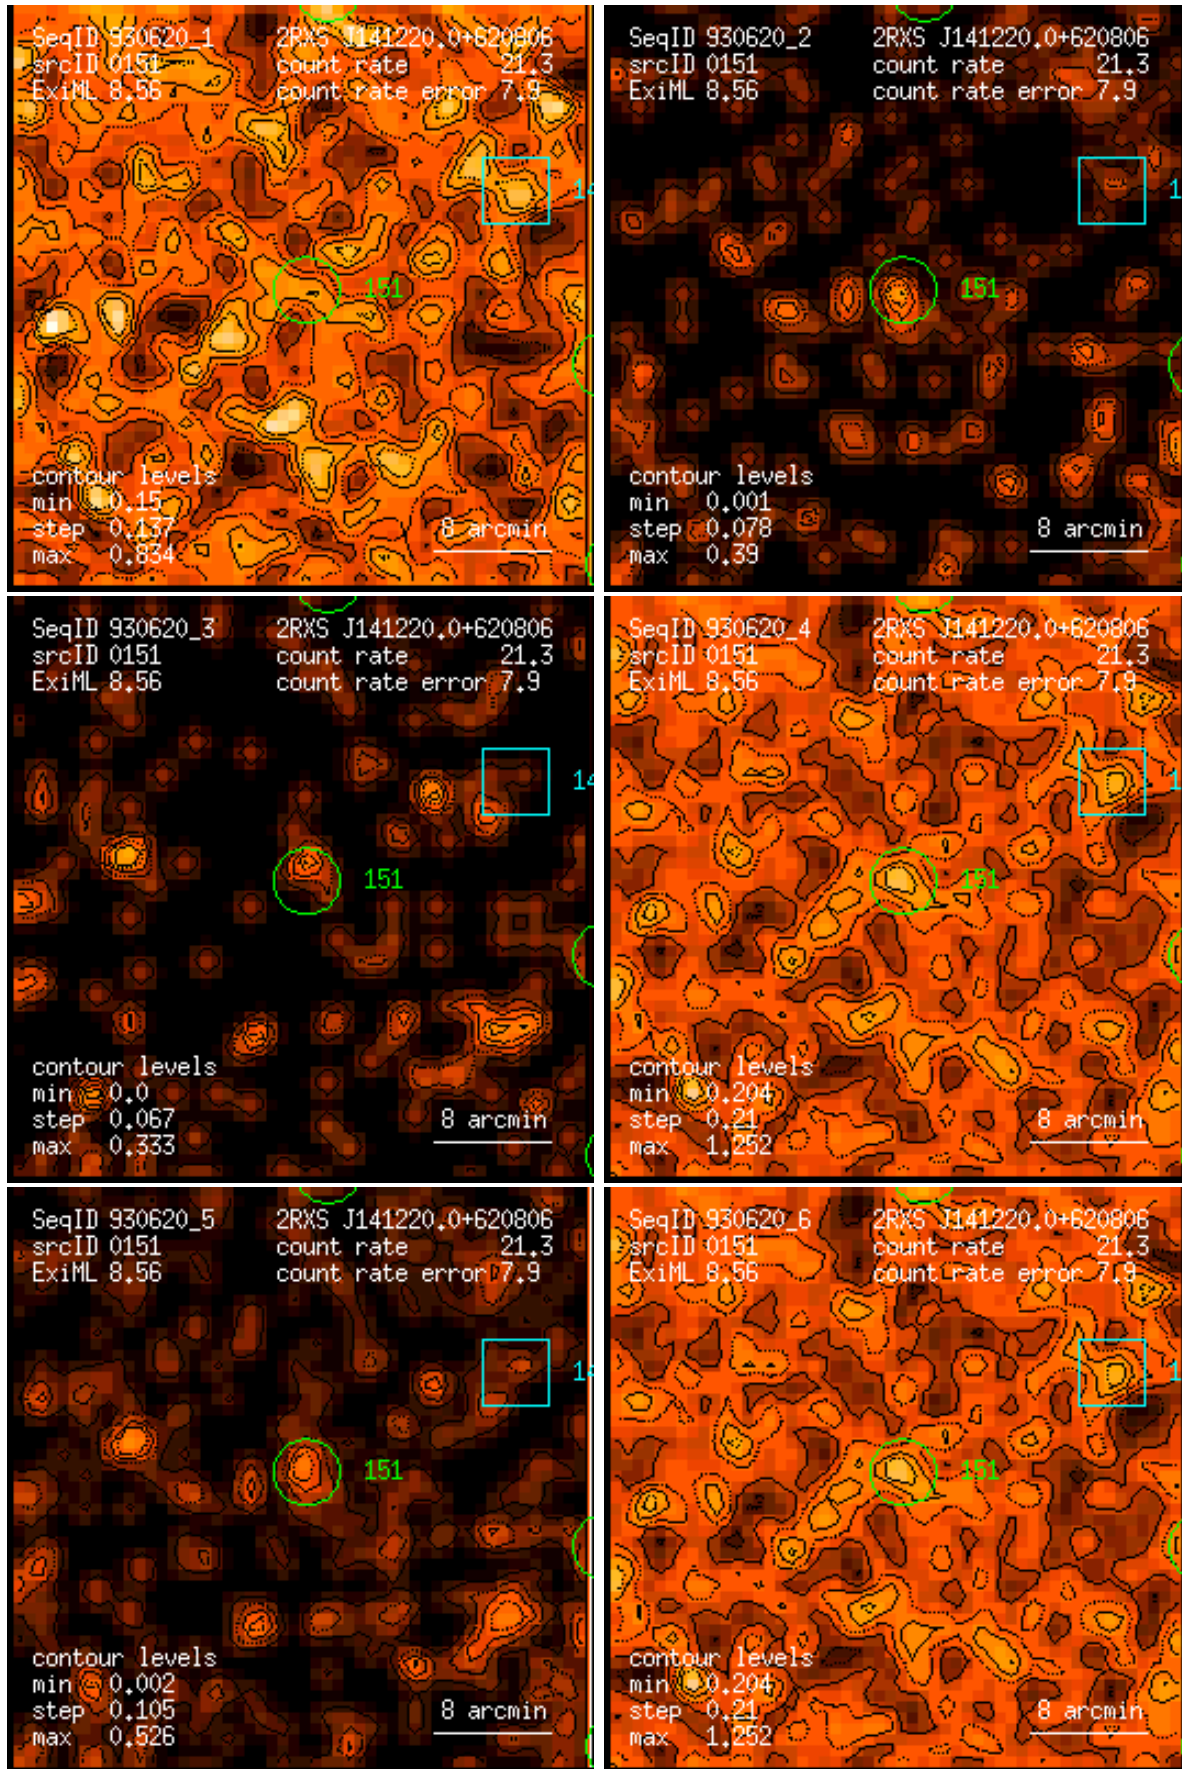 SeqID 930620_1 2RXS J141220.0+620806
srcID 0151 count rate 21.3
ExiML 8.56 count rate error 7.9
14
151
contour levels
min 0.15
step 0.137 8 arcmin
max 0.834
SeqID 930620_2 2RXS J141220.0+620806
srcID 0151 count rate 21.3
ExiML 8.56 count rate error 7.9
1
151
contour levels
min 0.001
step 0.078 8 arcmin
max 0.39
SeqID 930620_3 2RXS J141220.0+620806
srcID 0151 count rate 21.3
ExiML 8.56 count rate error 7.9
14
151
contour levels
min 0.0
step 0.067 8 arcmin
max 0.333
SeqID 930620_4 2RXS J141220.0+620806
srcID 0151 count rate 21.3
ExiML 8.56 count rate error 7.9
1
151
contour levels
min 0.204
step 0.21 8 arcmin
max 1.252
SeqID 930620_5 2RXS J141220.0+620806
srcID 0151 count rate 21.3
ExiML 8.56 count rate error 7.9
14
151
contour levels
min 0.002
step 0.105 8 arcmin
max 0.526
SeqID 930620_6 2RXS J141220.0+620806
srcID 0151 count rate 21.3
ExiML 8.56 count rate error 7.9
1
151
contour levels
min 0.204
step 0.21 8 arcmin
max 1.252